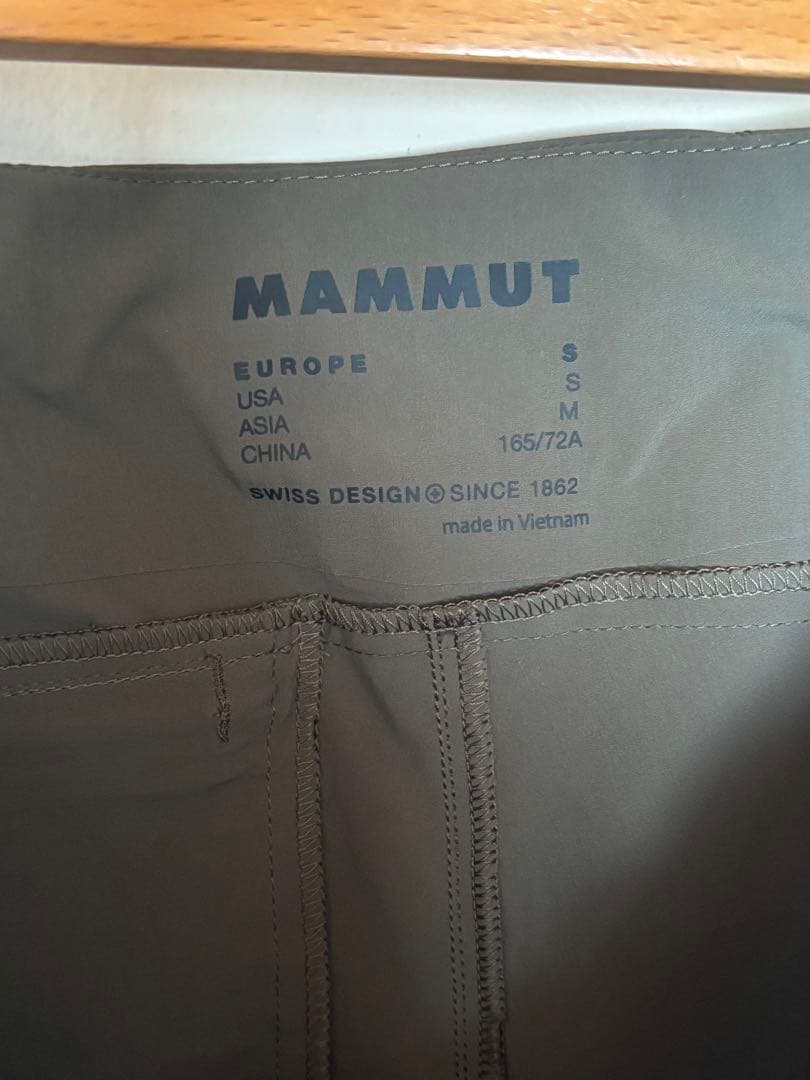 MAMMUT
EUROPE S
USA S
ASIA M
CHINA 165/72A
SWISS DESIGN SINCE 1862
made in Vietnam